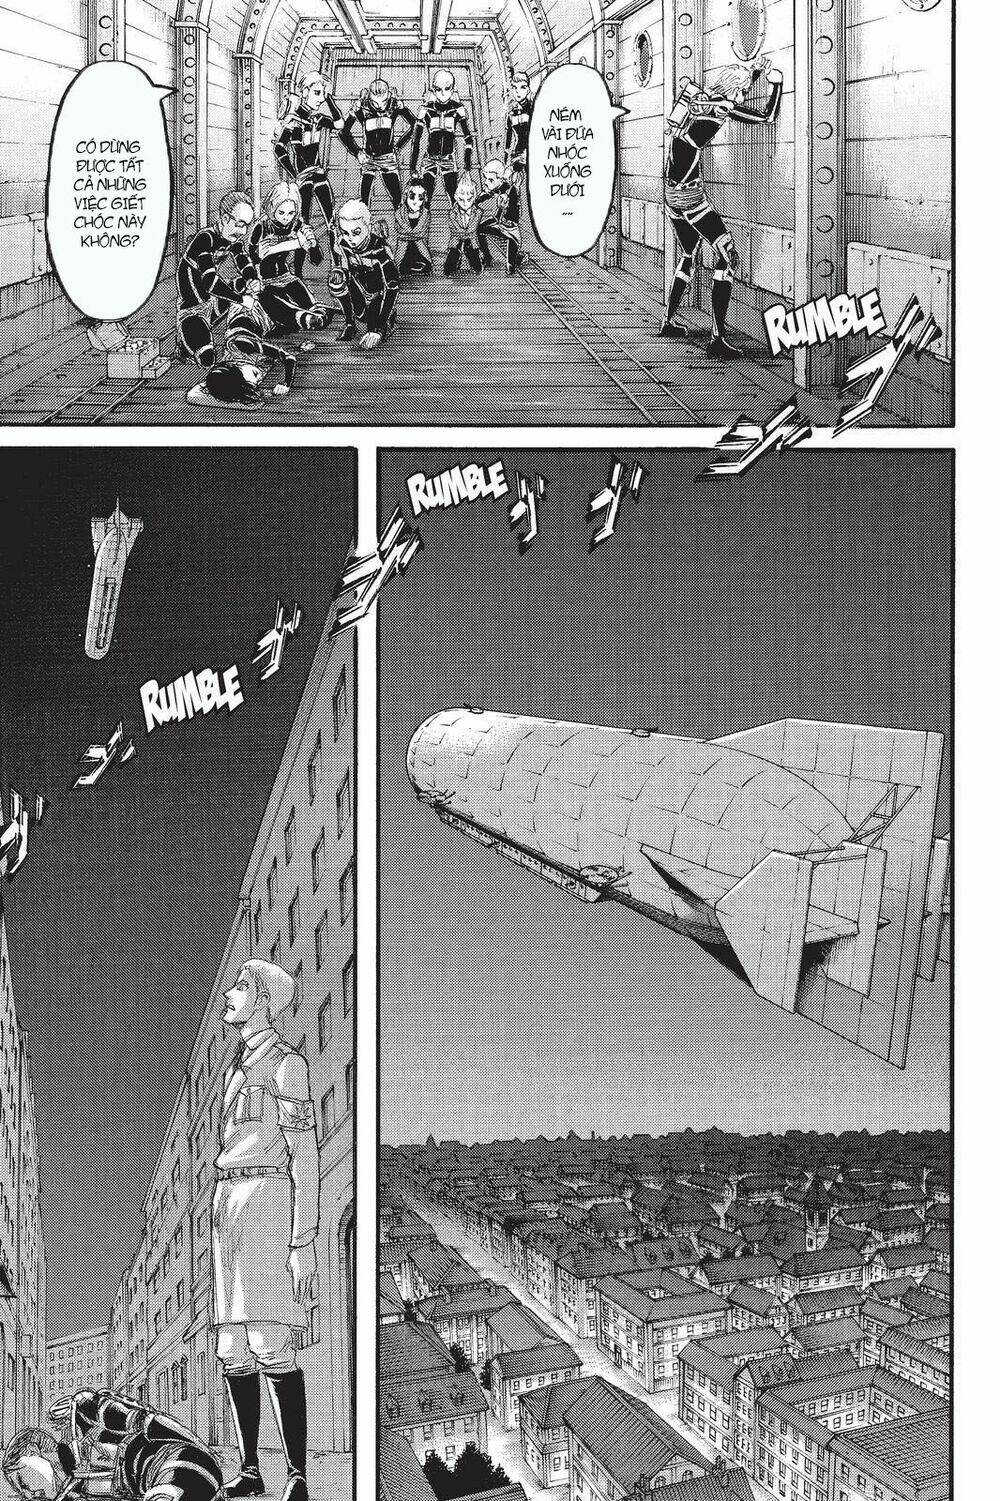 NÉM
VÀI ĐỨA
NHÓC
XUỐNG
DƯỚI
....
CÓ DỪNG
ĐƯỢC TẤT
CẢ NHỮNG
VIỆC GIẾT
CHÓC NÀY
KHÔNG?
RUMBLE
RUMBLE
RUMBLE